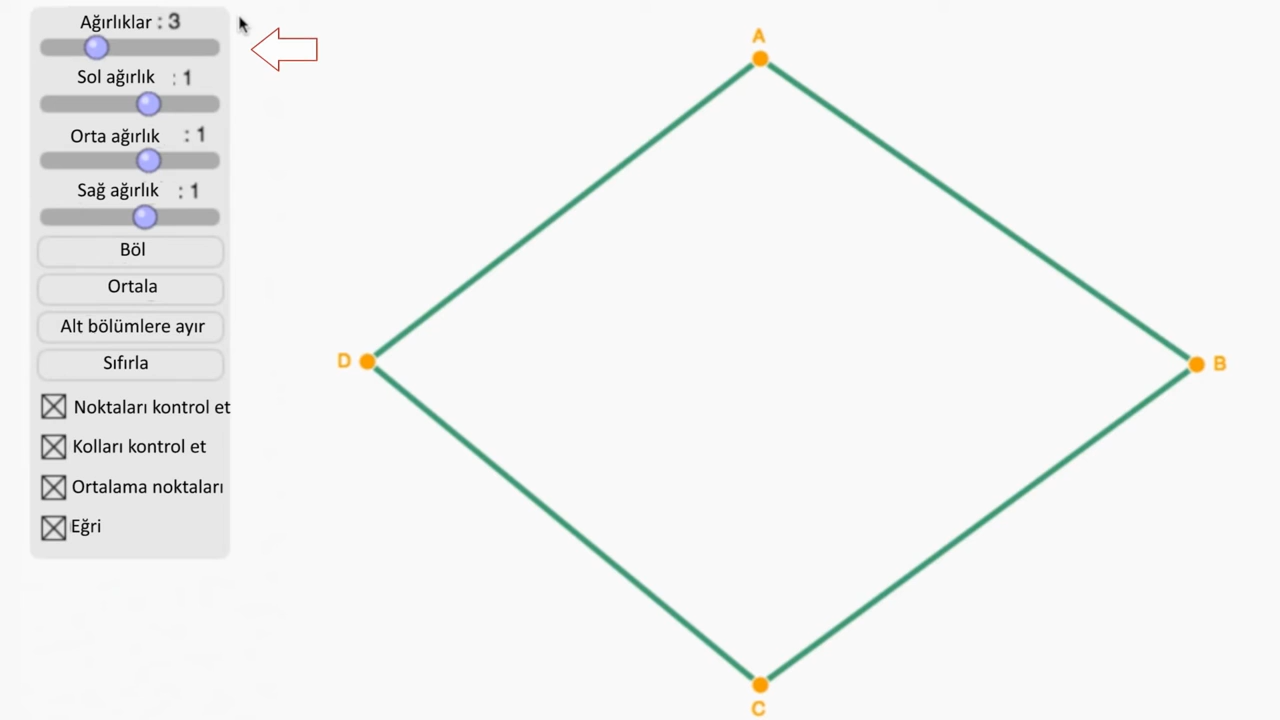 Ağırlıklar : 3
Sol ağırlık : 1
Orta ağırlık : 1
Sağ ağırlık : 1
Böl
Ortala
Alt bölümlere ayır
Sıfırla
Noktaları kontrol et
Kolları kontrol et
Ortalama noktaları
Eğri
A
D
B
C